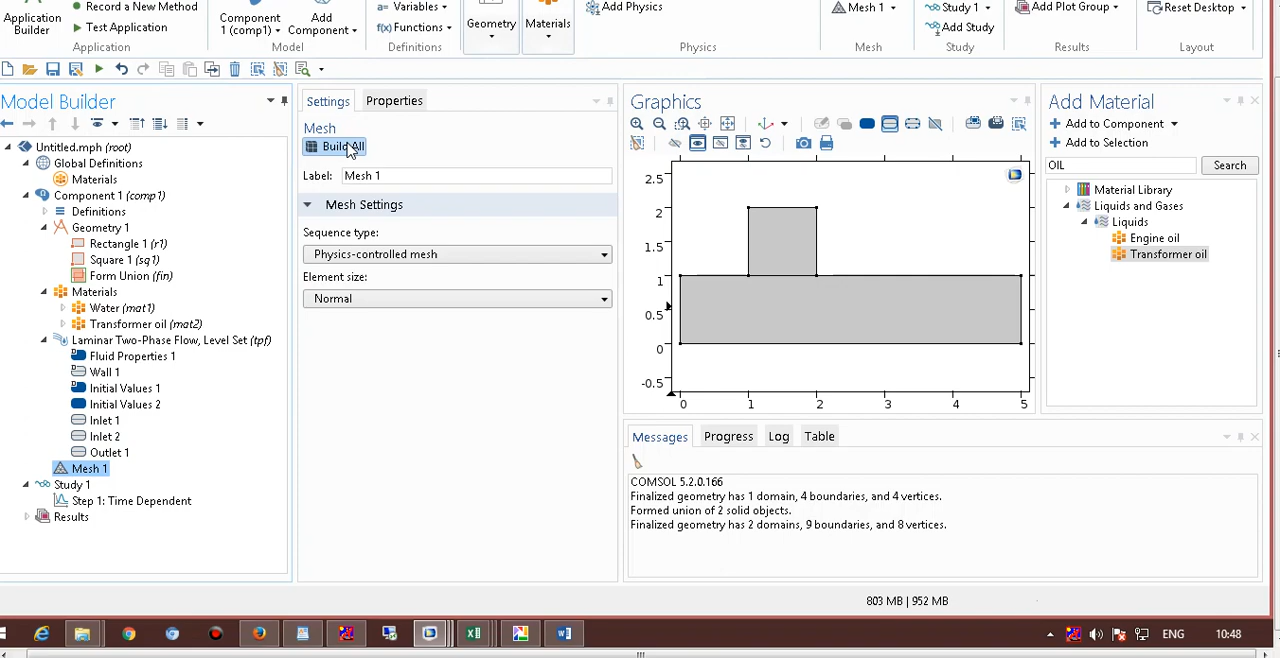 Application
Builder
Record a New Method
Test Application
Application
Component
1 (comp1)
Add
Component
Model
Variables
f(x) Functions
Definitions
Geometry
Materials
Add Physics
Physics
Mesh 1
Mesh
Study 1
Add Study
Study
Add Plot Group
Results
Reset Desktop
Layout
Model Builder
Untitled.mph (root)
Global Definitions
Materials
Component 1 (comp1)
Definitions
Geometry 1
Rectangle 1 (r1)
Square 1 (sq1)
Form Union (fin)
Materials
Water (mat1)
Transformer oil (mat2)
Laminar Two-Phase Flow, Level Set (tpf)
Fluid Properties 1
Wall 1
Initial Values 1
Initial Values 2
Inlet 1
Inlet 2
Outlet 1
Mesh 1
Study 1
Step 1: Time Dependent
Results
Settings Properties
Mesh
Build All
Label: Mesh 1
Mesh Settings
Sequence type:
Physics-controlled mesh
Element size:
Normal
Graphics
2.5
2
1.5
1
0.5
0
-0.5
0 1 2 3 4 5
Messages Progress Log Table
COMSOL 5.2.0.166
Finalized geometry has 1 domain, 4 boundaries, and 4 vertices.
Formed union of 2 solid objects.
Finalized geometry has 2 domains, 9 boundaries, and 8 vertices.
Add Material
Add to Component
Add to Selection
OIL Search
Material Library
Liquids and Gases
Liquids
Engine oil
Transformer oil
803 MB | 952 MB
ENG 10:48